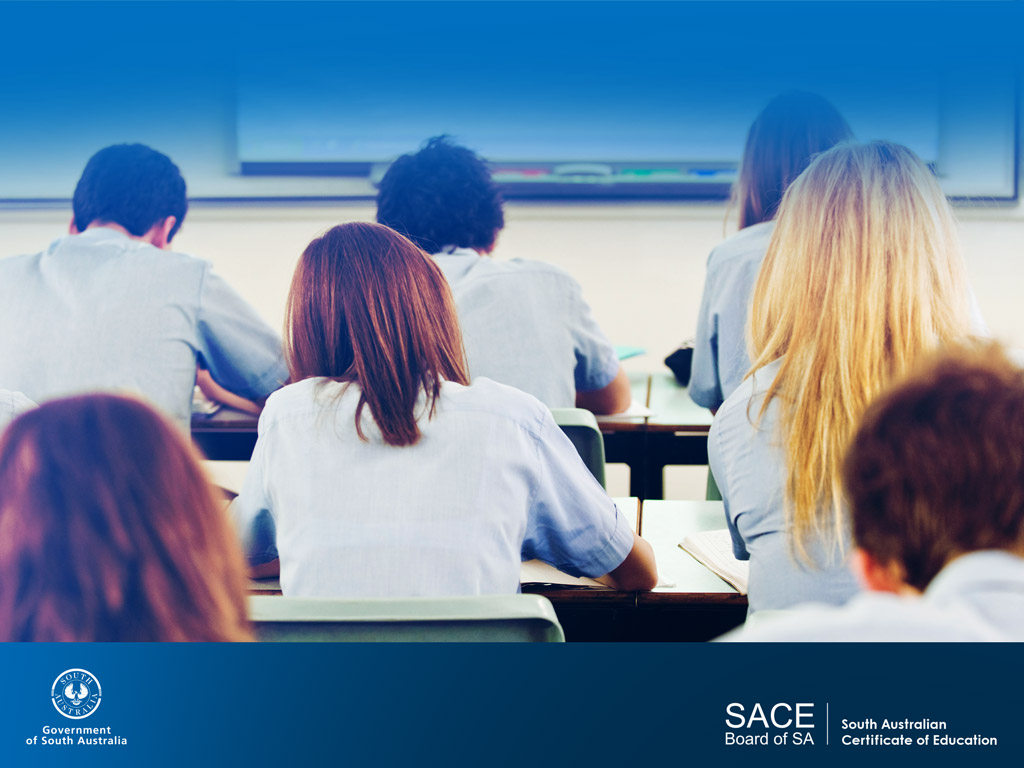 SOUTH
AUSTRALIA
Government
of South Australia
SACE
Board of SA
South Australian
Certificate of Education